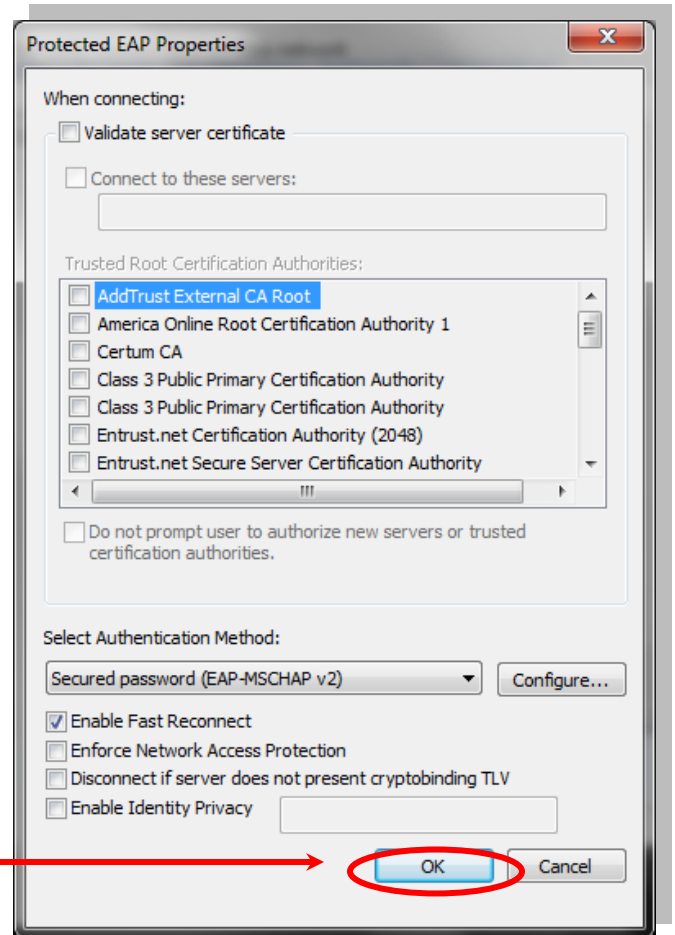 Protected EAP Properties
When connecting:
Validate server certificate
Connect to these servers:
Trusted Root Certification Authorities:
AddTrust External CA Root
America Online Root Certification Authority 1
Certum CA
Class 3 Public Primary Certification Authority
Class 3 Public Primary Certification Authority
Entrust.net Certification Authority (2048)
Entrust.net Secure Server Certification Authority
Do not prompt user to authorize new servers or trusted
certification authorities.
Select Authentication Method:
Secured password (EAP-MSCHAP v2) Configure...
Enable Fast Reconnect
Enforce Network Access Protection
Disconnect if server does not present cryptobinding TLV
Enable Identity Privacy
OK Cancel